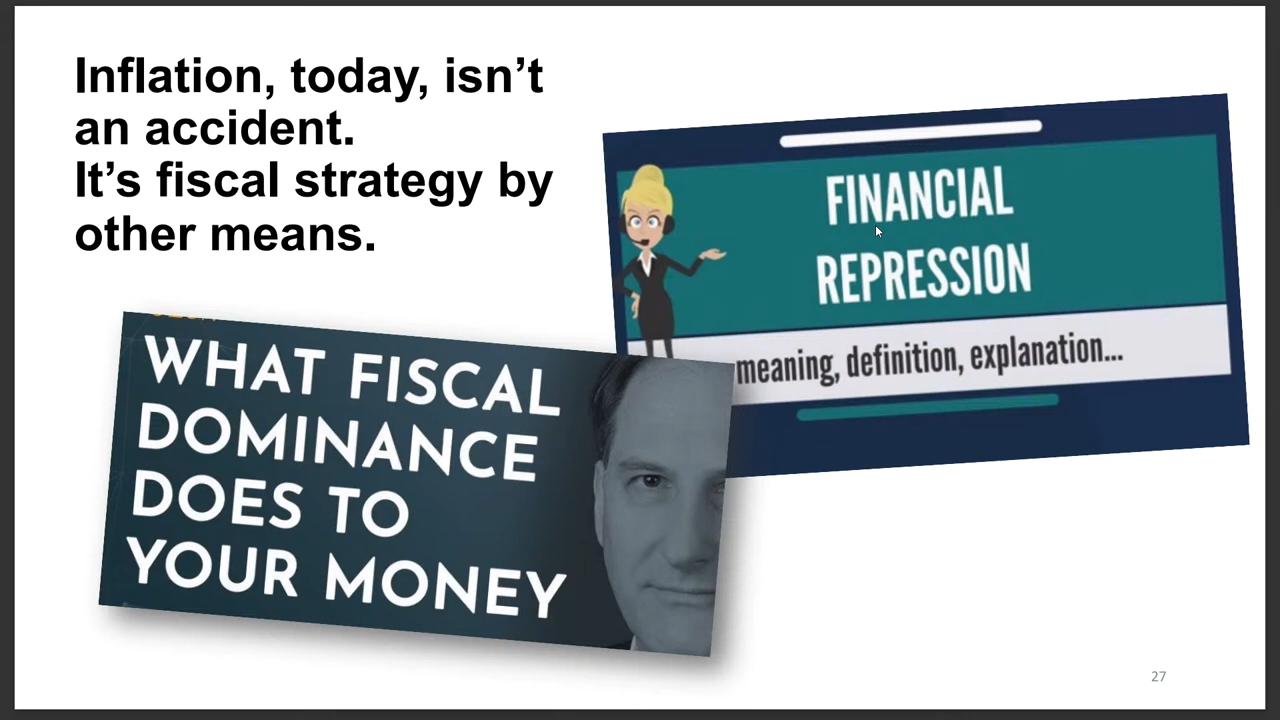 Inflation, today, isn’t
an accident.
It’s fiscal strategy by
other means.
FINANCIAL
REPRESSION
meaning, definition, explanation...
WHAT FISCAL
DOMINANCE
DOES TO
YOUR MONEY
27